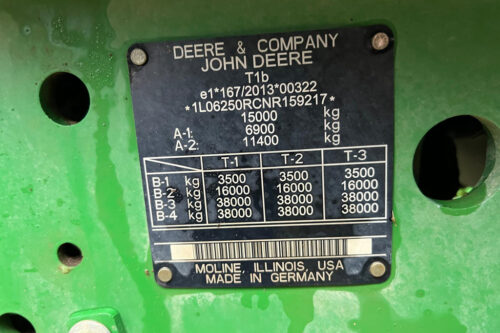 DEERE & COMPANY
JOHN DEERE
T1b
e1*167/2013*00322
*1L06250RCNR159217*
15000 kg
A-1: 6900 kg
A-2: 11400 kg
T-1 T-2 T-3
B-1 kg 3500 3500 3500
B-2 kg 16000 16000 16000
B-3 kg 38000 38000 38000
B-4 kg 38000 38000 38000
MOLINE, ILLINOIS, USA
MADE IN GERMANY